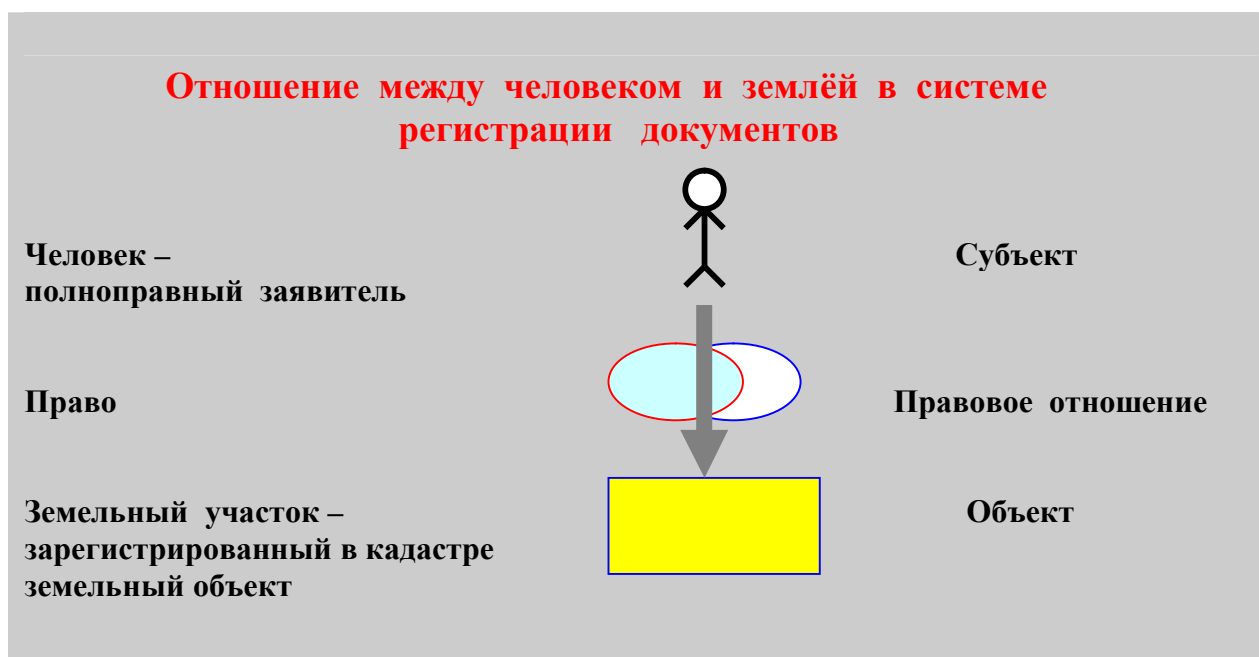 Отношение между человеком и землёй в системе
регистрации документов
Человек –
полноправный заявитель
Субъект
Право
Правовое отношение
Земельный участок –
зарегистрированный в кадастре
земельный объект
Объект